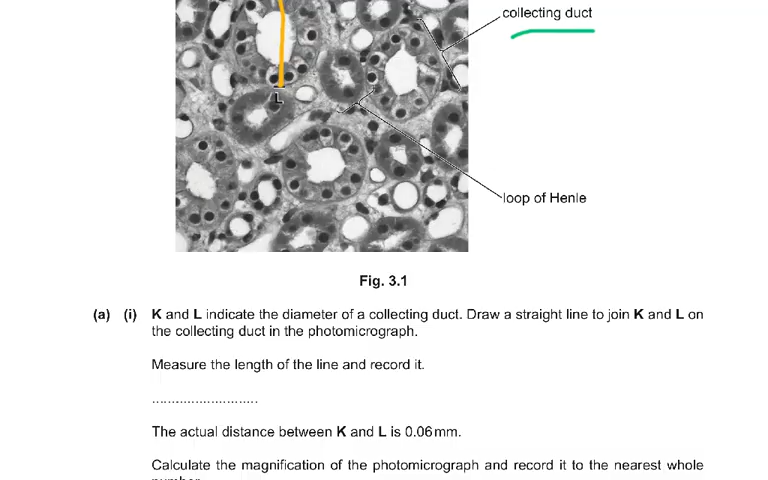 collecting duct
L
loop of Henle
Fig. 3.1
(a) (i) K and L indicate the diameter of a collecting duct. Draw a straight line to join K and L on
the collecting duct in the photomicrograph.
Measure the length of the line and record it.
...........................
The actual distance between K and L is 0.06 mm.
Calculate the magnification of the photomicrograph and record it to the nearest whole